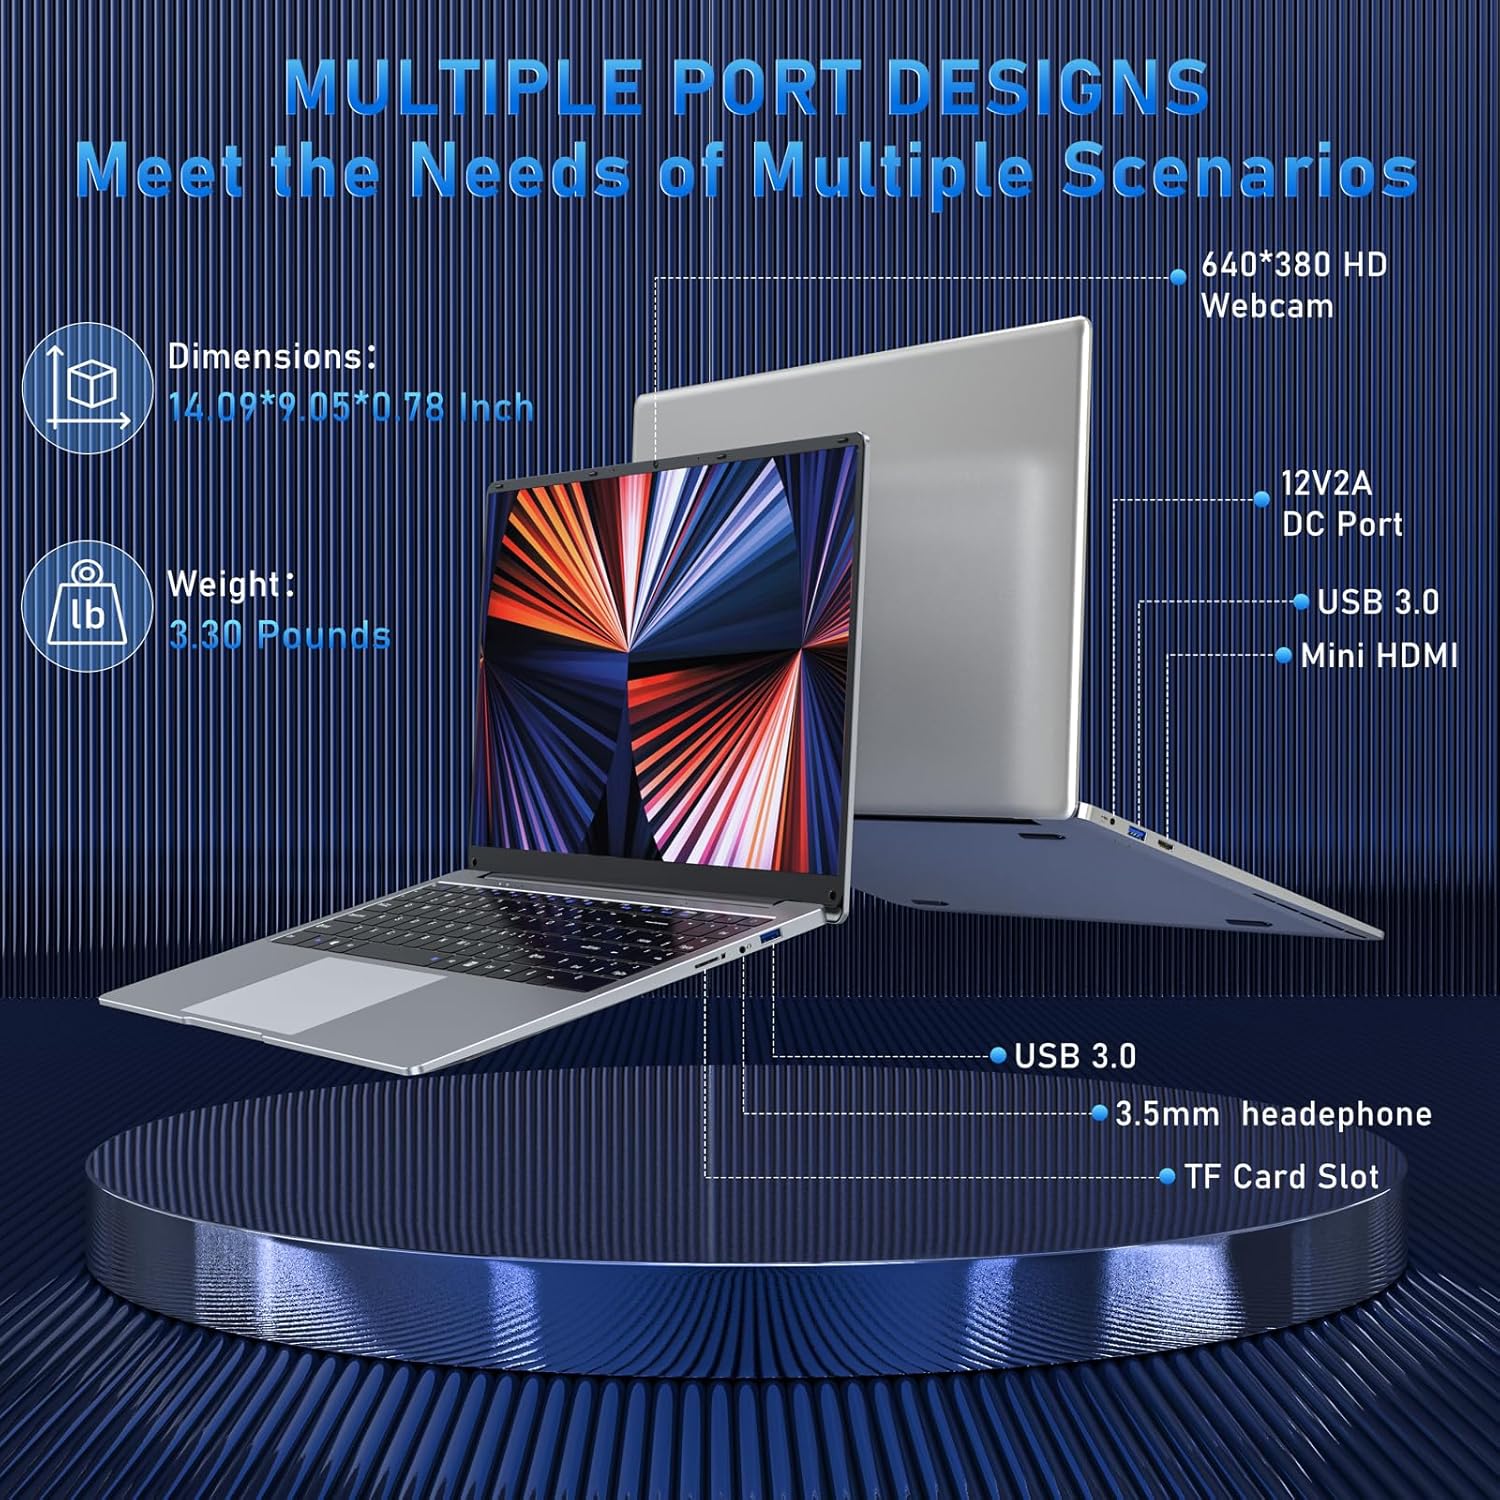 MULTIPLE PORT DESIGNS
Meet the Needs of Multiple Scenarios
640*380 HD
Webcam
Dimensions:
14.09*9.05*0.78 Inch
12V2A
DC Port
Weight:
lb
3.30 Pounds
USB 3.0
Mini HDMI
USB 3.0
3.5mm headephone
TF Card Slot